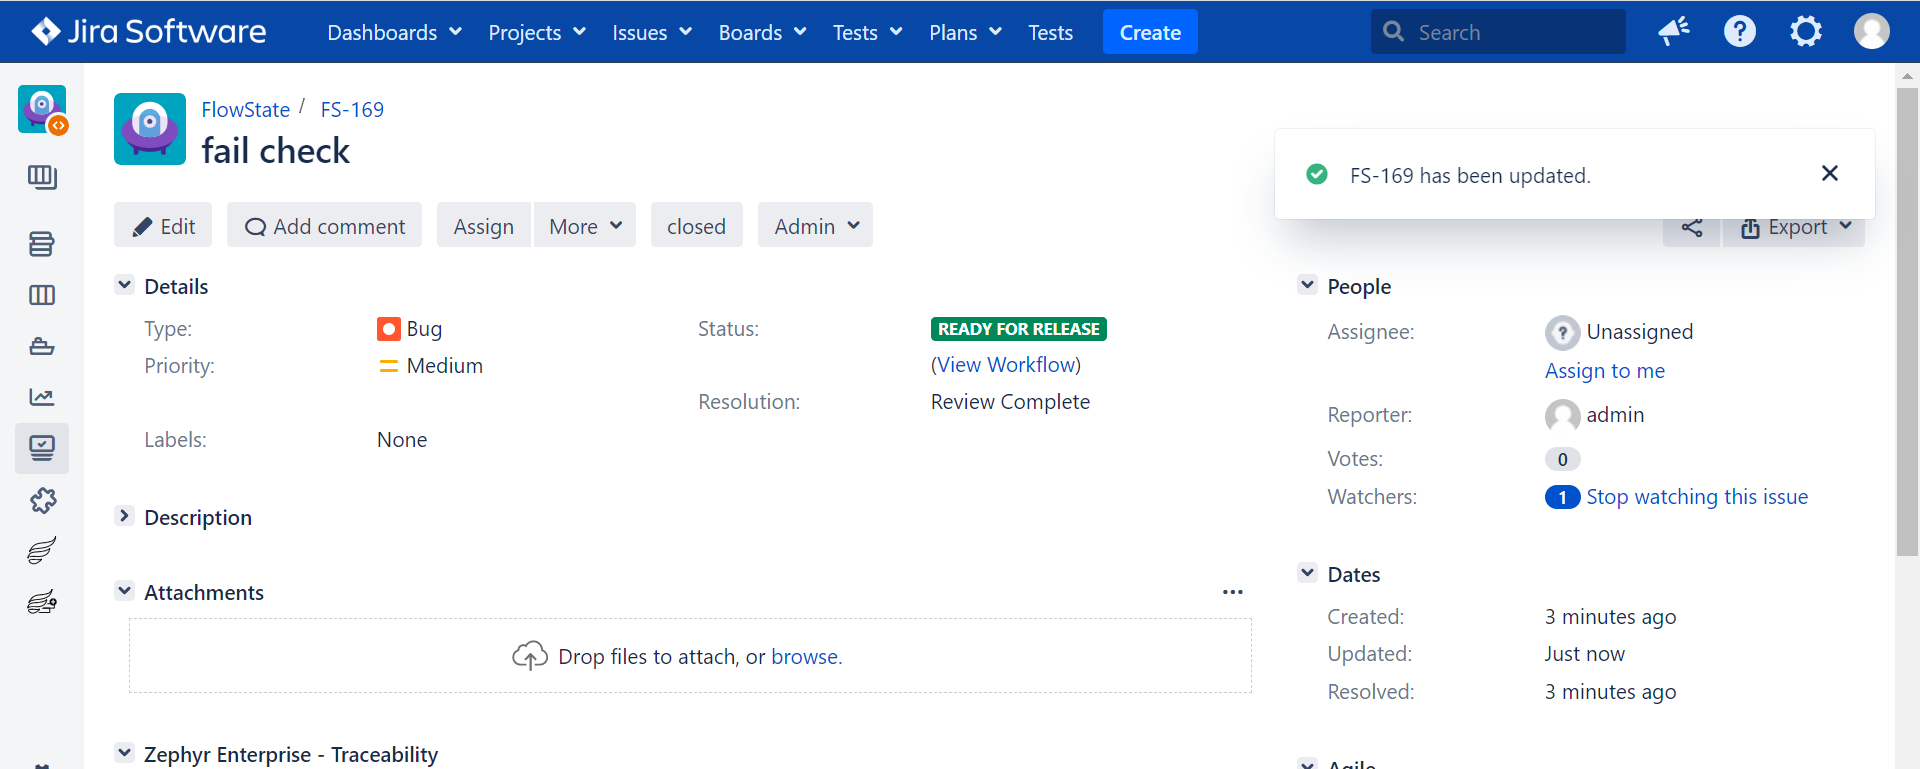 Jira Software Dashboards Projects Issues Boards Tests Plans Tests Create Search
FlowState / FS-169
fail check
FS-169 has been updated.
Edit Add comment Assign More closed Admin Export
Details
Type: Bug Status: READY FOR RELEASE
Priority: Medium (View Workflow)
Resolution: Review Complete
Labels: None
Description
Attachments
Drop files to attach, or browse.
Zephyr Enterprise - Traceability
People
Assignee: Unassigned
Assign to me
Reporter: admin
Votes: 0
Watchers: 1 Stop watching this issue
Dates
Created: 3 minutes ago
Updated: Just now
Resolved: 3 minutes ago
Agile